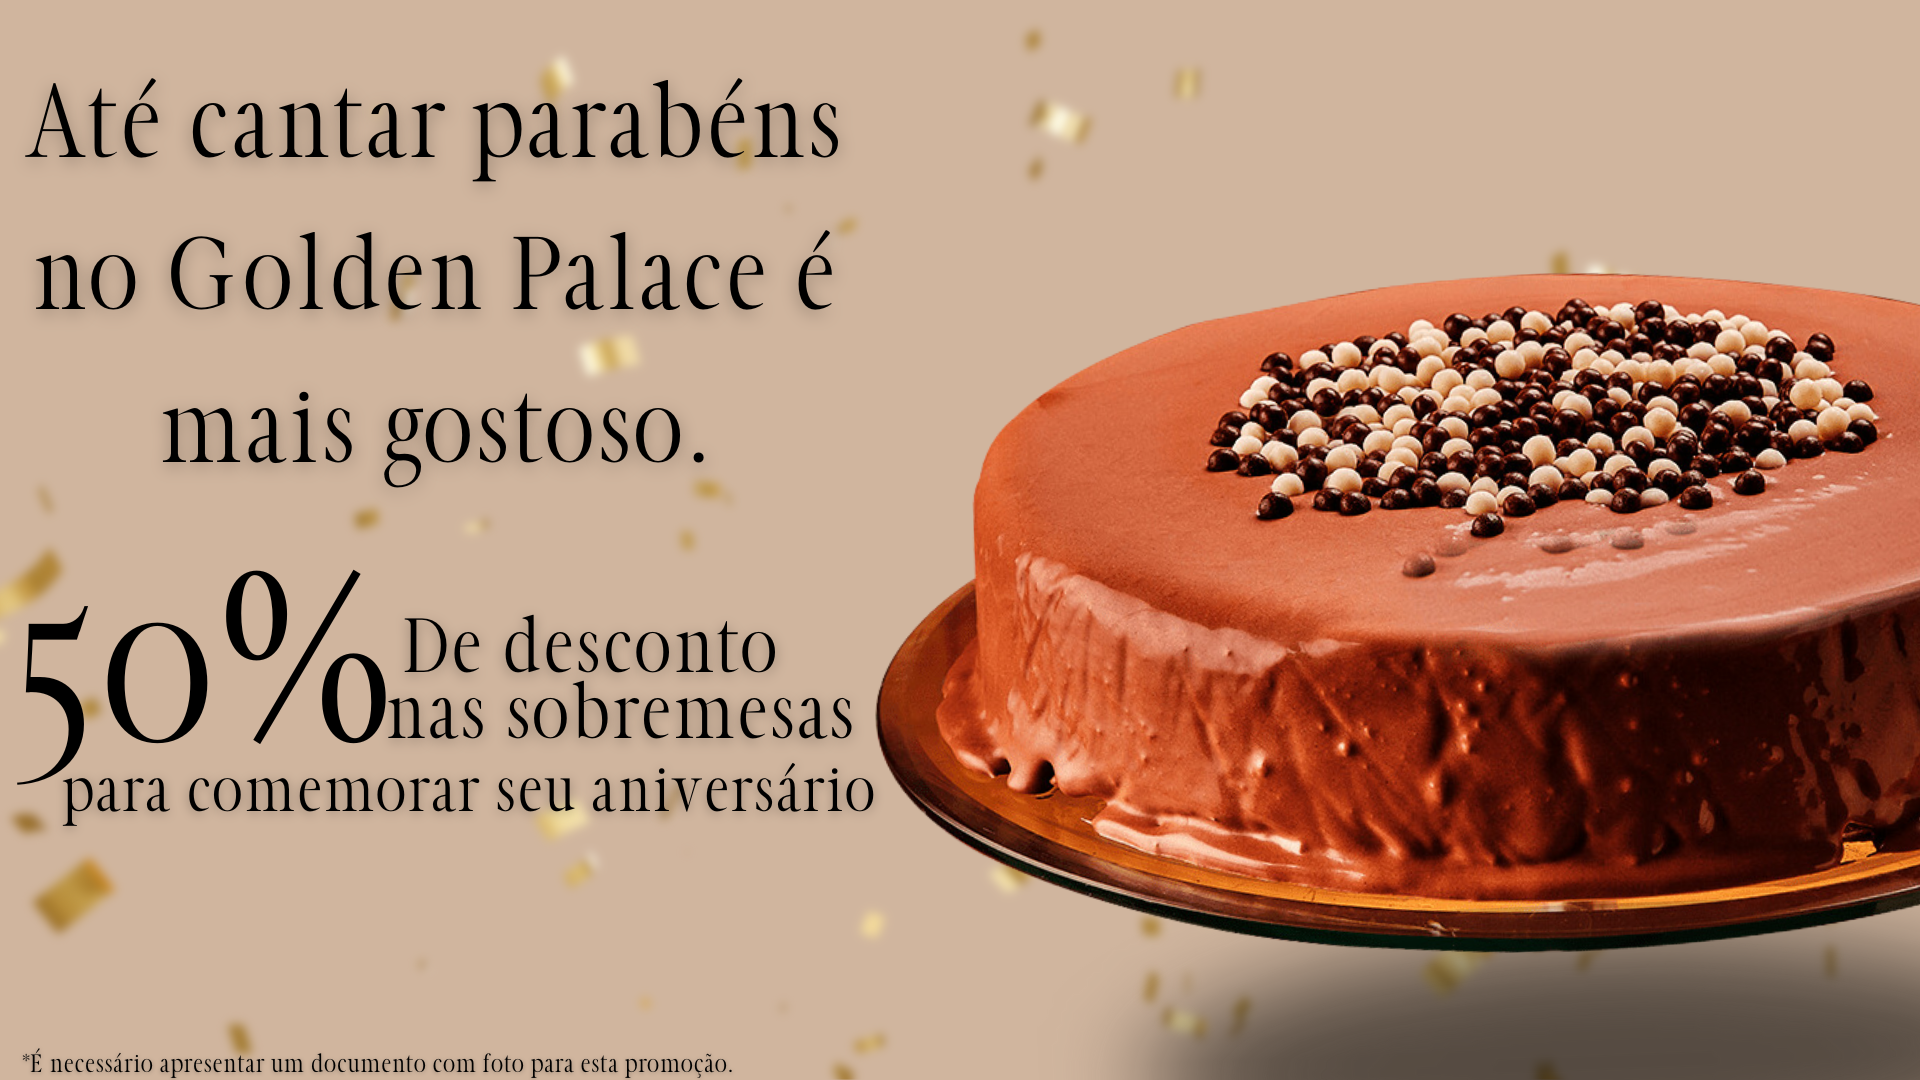 Até cantar parabéns
no Golden Palace é
mais gostoso.
50% De desconto
nas sobremesas
para comemorar seu aniversário
*É necessário apresentar um documento com foto para esta promoção.